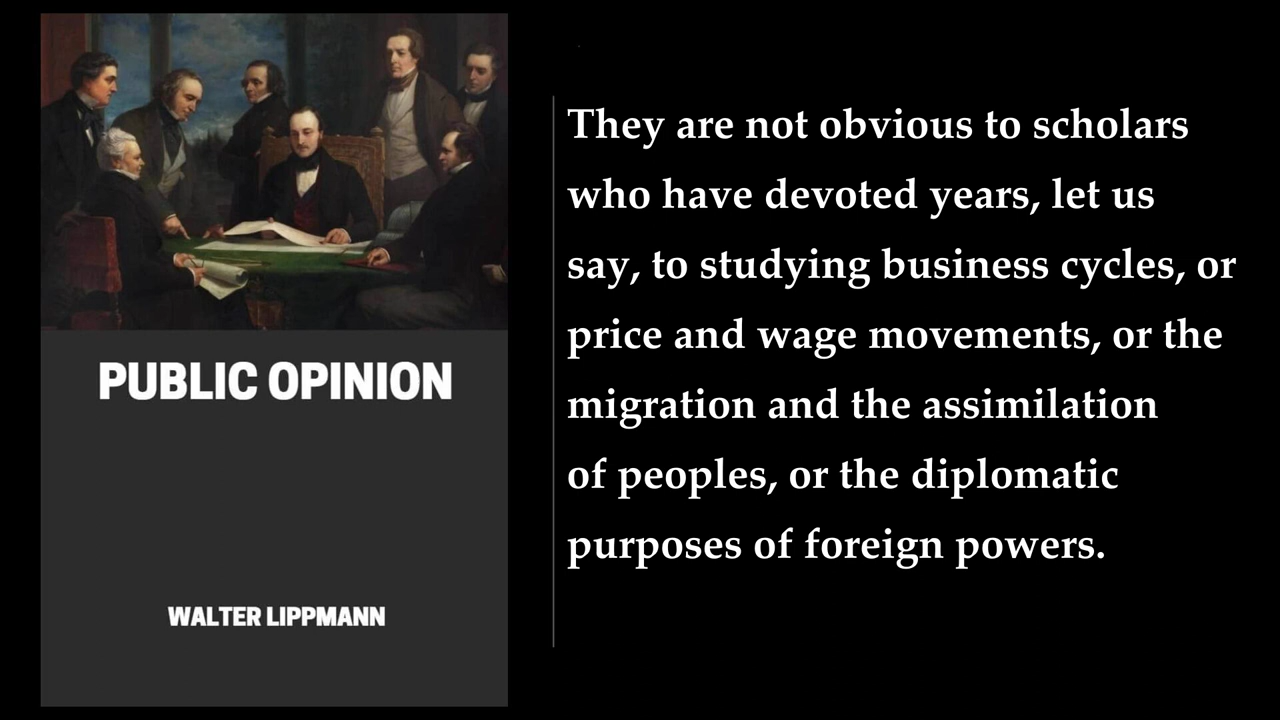 PUBLIC OPINION
WALTER LIPPMANN
They are not obvious to scholars
who have devoted years, let us
say, to studying business cycles, or
price and wage movements, or the
migration and the assimilation
of peoples, or the diplomatic
purposes of foreign powers.